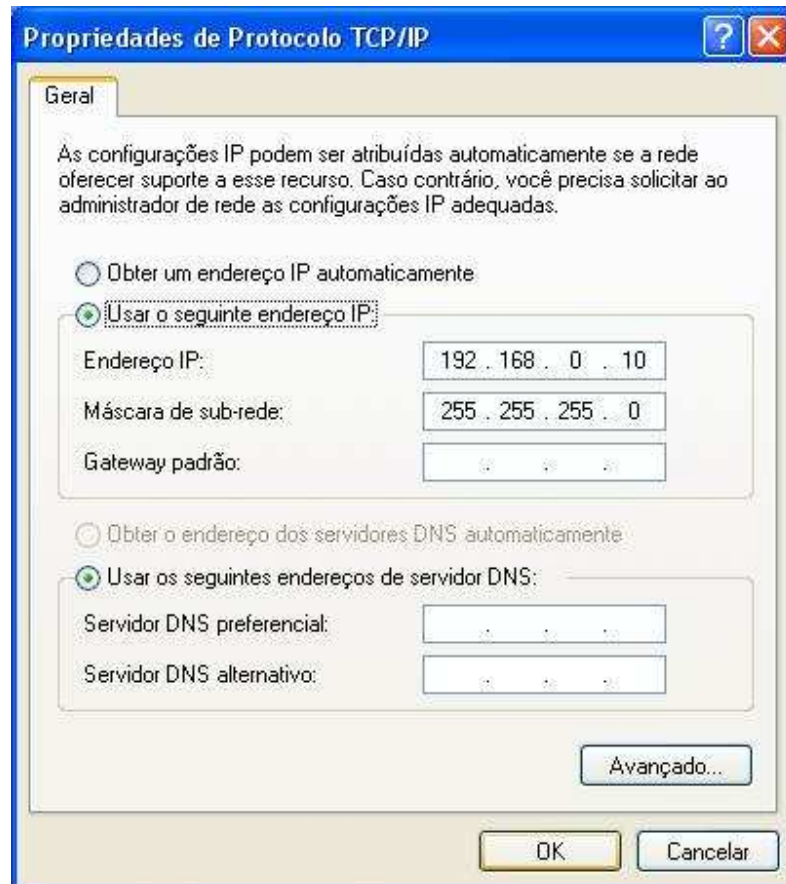 Propriedades de Protocolo TCP/IP
Geral
As configurações IP podem ser atribuídas automaticamente se a rede
oferecer suporte a esse recurso. Caso contrário, você precisa solicitar ao
administrador de rede as configurações IP adequadas.
Obter um endereço IP automaticamente
Usar o seguinte endereço IP:
Endereço IP: 192 . 168 . 0 . 10
Máscara de sub-rede: 255 . 255 . 255 . 0
Gateway padrão: . . .
Obter o endereço dos servidores DNS automaticamente
Usar os seguintes endereços de servidor DNS:
Servidor DNS preferencial: . . .
Servidor DNS alternativo: . . .
Avançado...
OK Cancelar